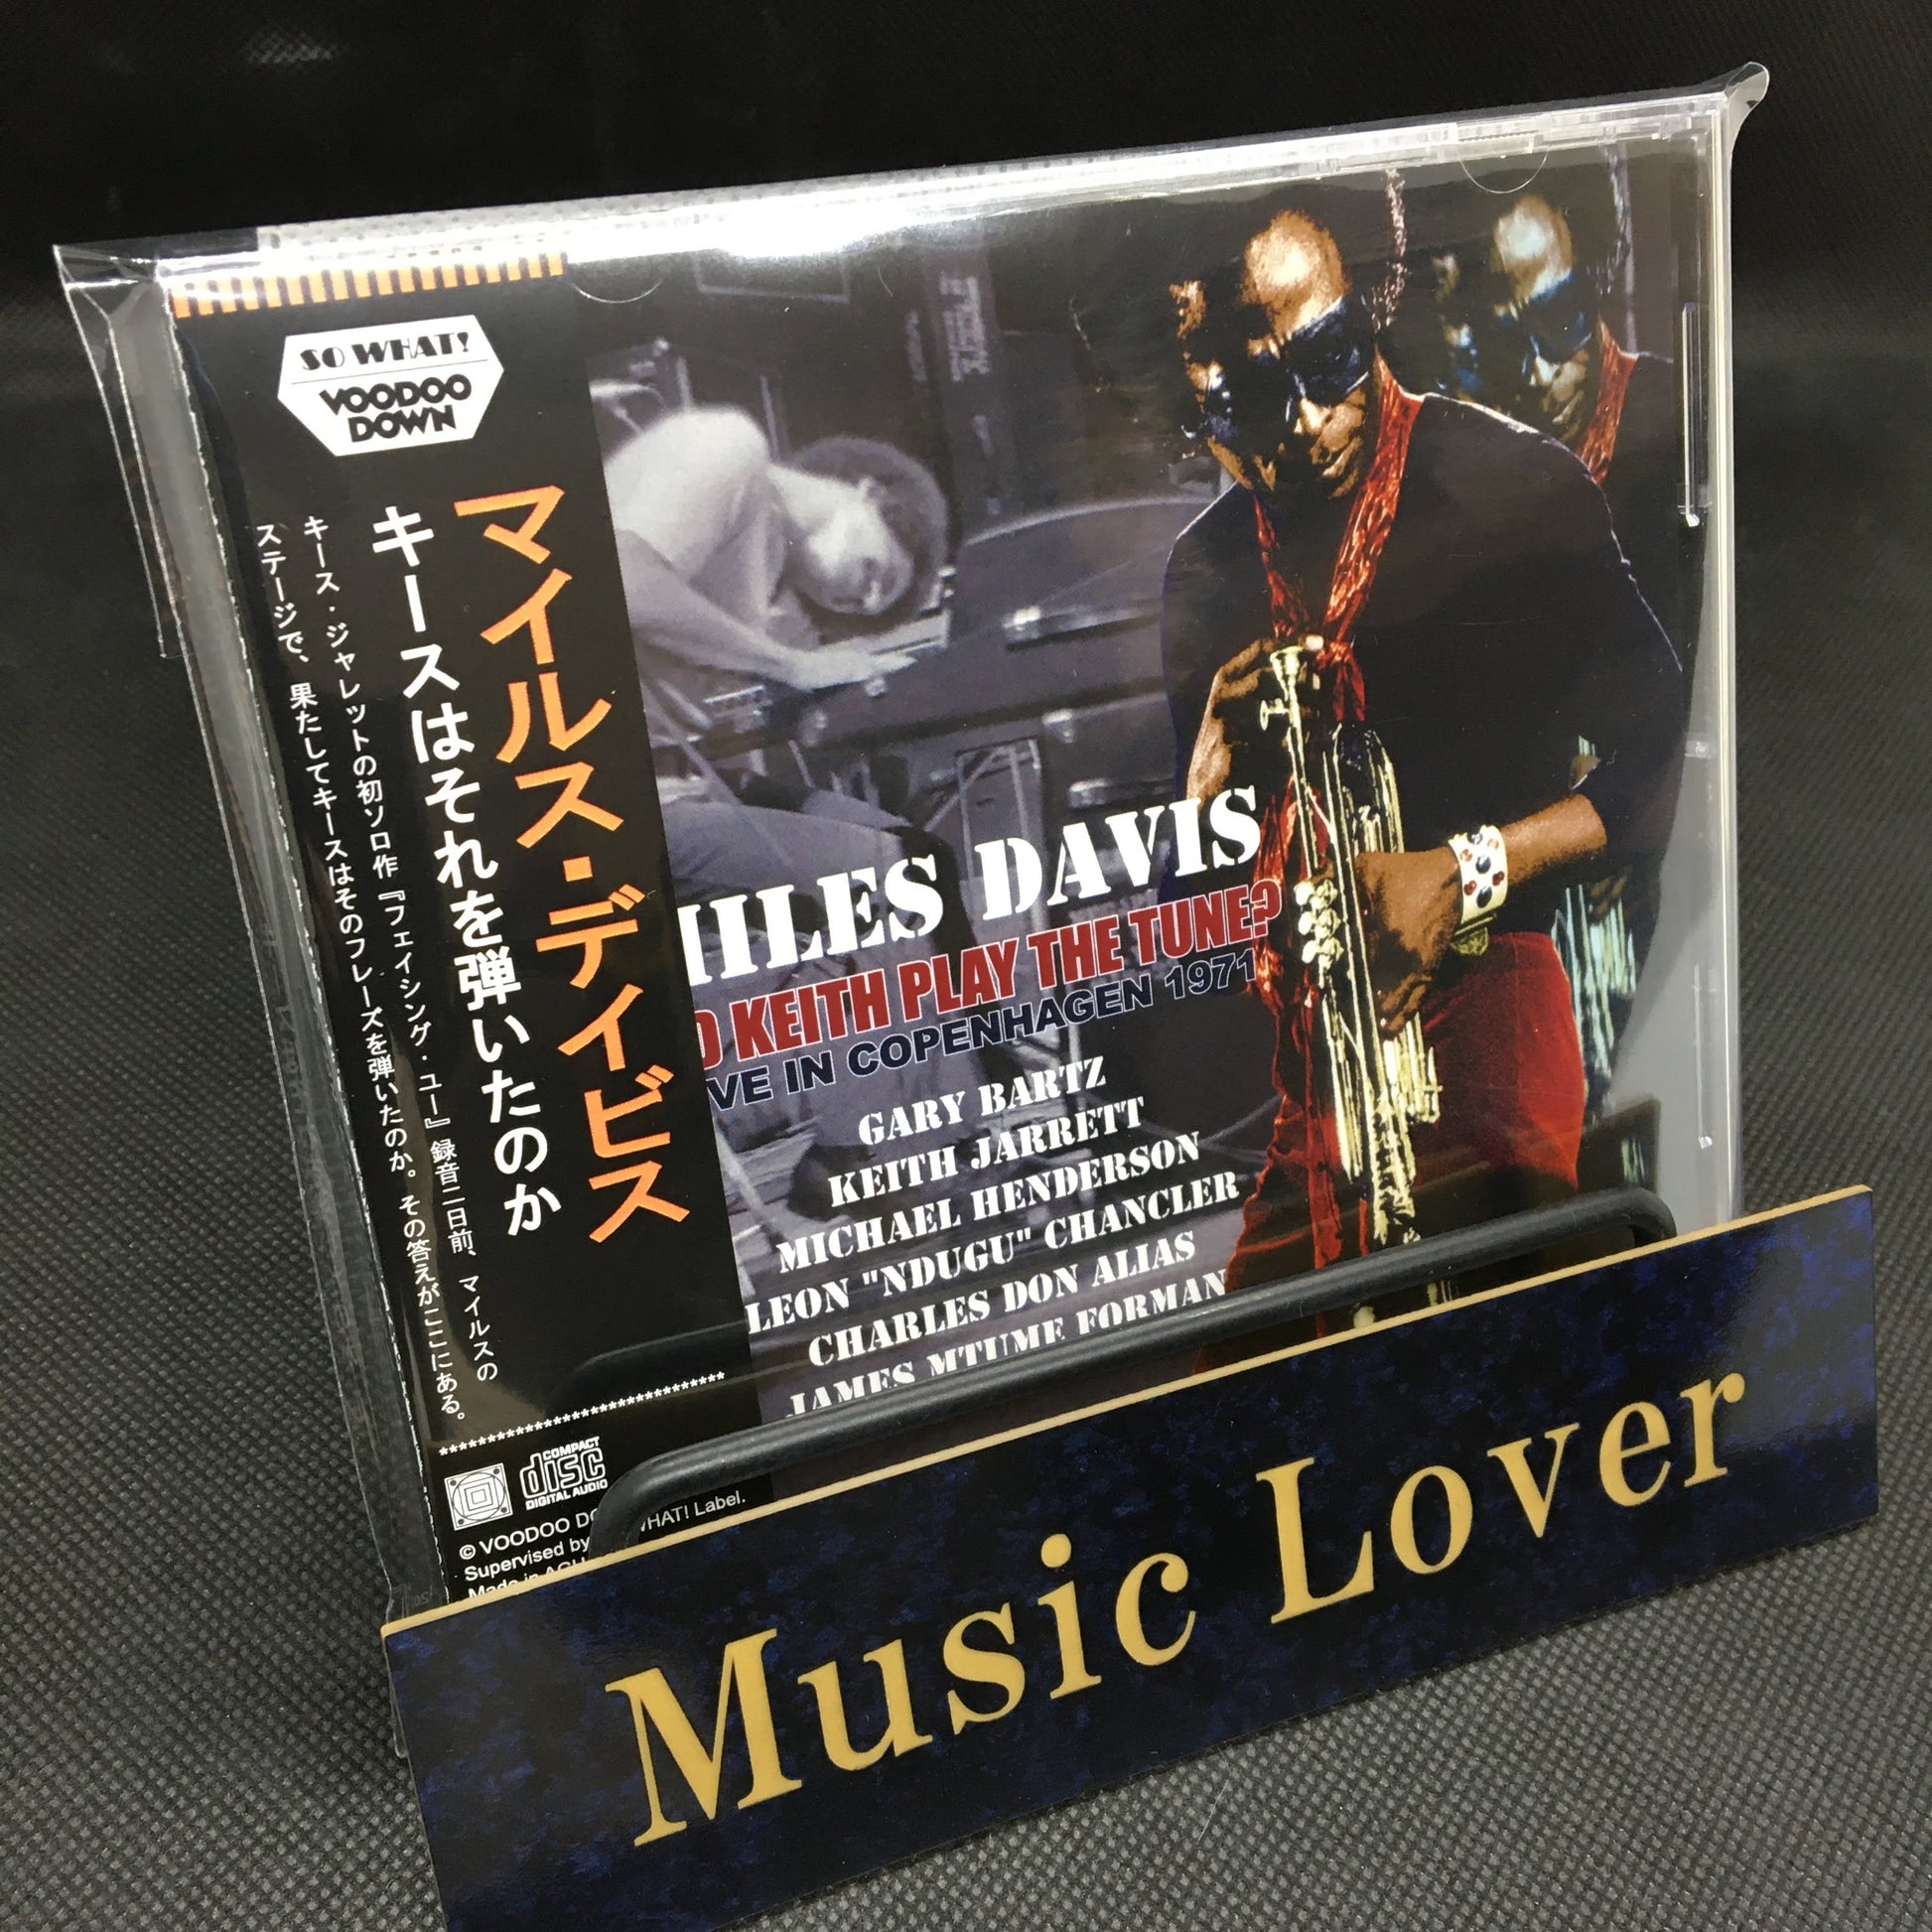 SO WHAT!
VOODOO
DOWN
マイルス・デイビス
キースはそれを弾いたのか
キース・ジャレットの初ソロ作『フェイシング・ユー』録音二日前、マイルスの
ステージで、果たしてキースはそのフレーズを弾いたのか。その答えがここにある。
COMPACT
disc
DIGITAL AUDIO
© VOODOO DO WHAT! Label.
Supervised by
Made in
MILES DAVIS
D KEITH PLAY THE TUNE?
VE IN COPENHAGEN 1971
GARY BARTZ
KEITH JARRETT
MICHAEL HENDERSON
LEON "NDUGU" CHANCLER
CHARLES DON ALIAS
JAMES MTUME FORMAN
Music Lover